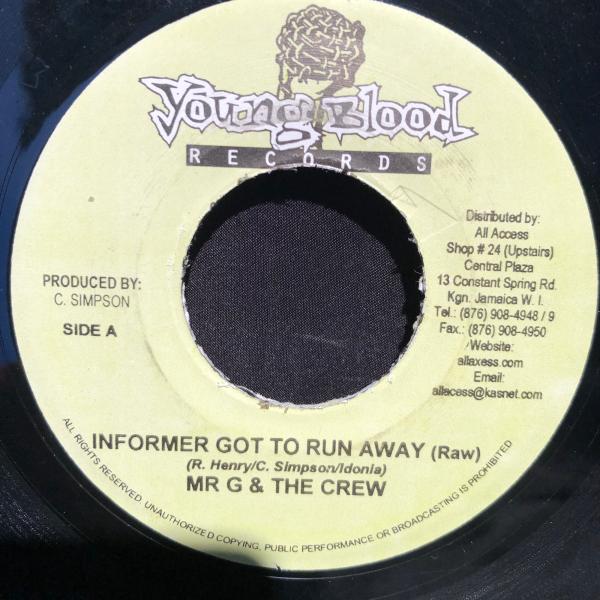 Young Blood
RECORDS
PRODUCED BY:
C. SIMPSON
SIDE A
Distributed by:
All Access
Shop # 24 (Upstairs)
Central Plaza
13 Constant Spring Rd.
Kgn. Jamaica W. I.
Tel.: (876) 908-4948 / 9
Fax.: (876) 908-4950
Website:
allaxess.com
Email:
allacess@kasnet.com
INFORMER GOT TO RUN AWAY (Raw)
(R. Henry/C. Simpson/Idonia)
MR G & THE CREW
ALL RIGHTS RESERVED. UNAUTHORIZED COPYING, PUBLIC PERFORMANCE OR BROADCASTING IS PROHIBITED